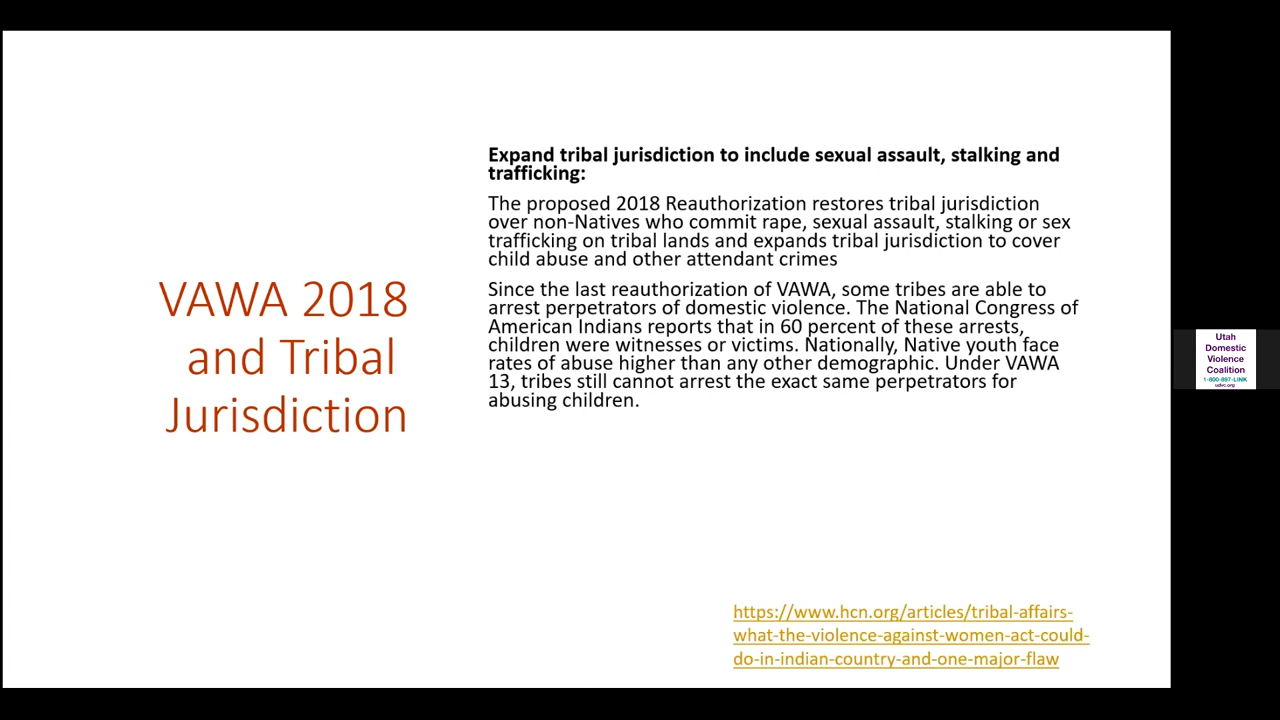 VAWA 2018
and Tribal
Jurisdiction
Expand tribal jurisdiction to include sexual assault, stalking and
trafficking:
The proposed 2018 Reauthorization restores tribal jurisdiction
over non-Natives who commit rape, sexual assault, stalking or sex
trafficking on tribal lands and expands tribal jurisdiction to cover
child abuse and other attendant crimes
Since the last reauthorization of VAWA, some tribes are able to
arrest perpetrators of domestic violence. The National Congress of
American Indians reports that in 60 percent of these arrests,
children were witnesses or victims. Nationally, Native youth face
rates of abuse higher than any other demographic. Under VAWA
13, tribes still cannot arrest the exact same perpetrators for
abusing children.
https://www.hcn.org/articles/tribal-affairs-
what-the-violence-against-women-act-could-
do-in-indian-country-and-one-major-flaw
Utah
Domestic
Violence
Coalition
1-800-897-LINK
udvc.org